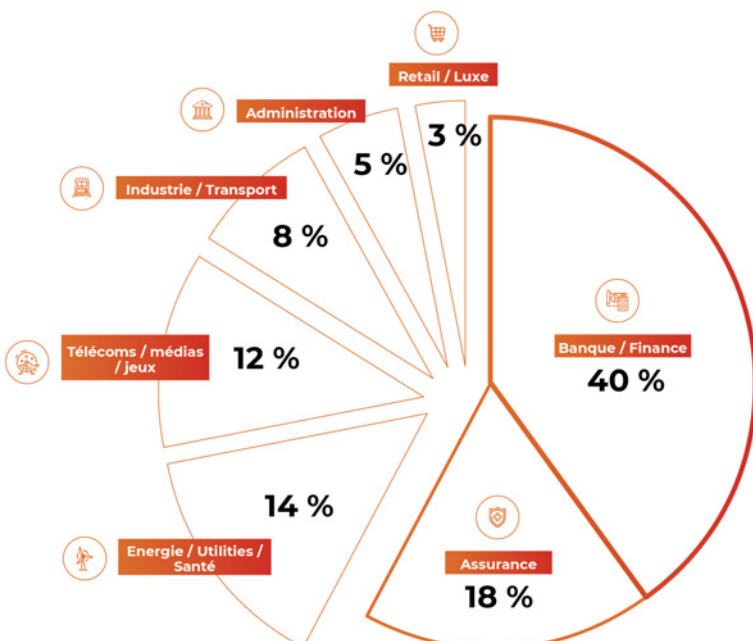 Retail / Luxe
3 %
Administration
5 %
Industrie / Transport
8 %
Télécoms / médias
/ jeux
12 %
Energie / Utilities /
Santé
14 %
Assurance
18 %
Banque / Finance
40 %